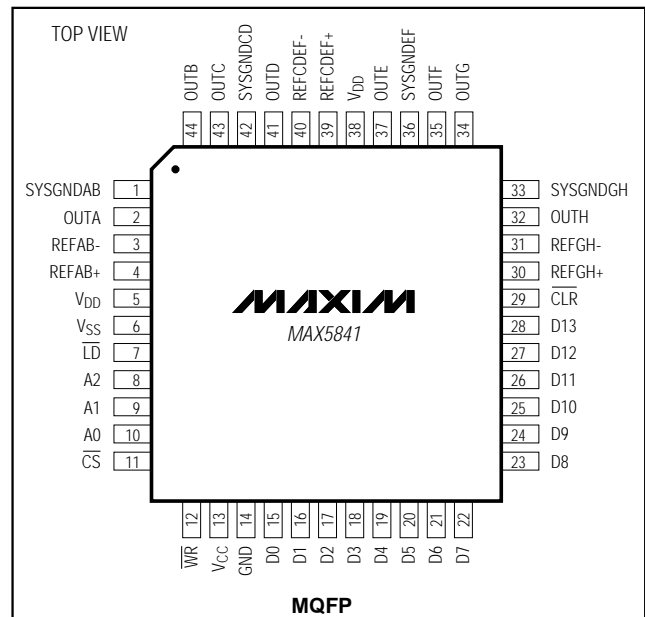 TOP VIEW
OUTB
OUTC
SYSGNDCD
OUTD
REFCDEF-
REFCDEF+
VDD
OUTE
SYSGNDEF
OUTF
OUTG
44
43
42
41
40
39
38
37
36
35
34
SYSGNDAB 1
OUTA 2
REFAB- 3
REFAB+ 4
VDD 5
VSS 6
LD 7
A2 8
A1 9
A0 10
CS 11
MAXIM
MAX5841
33 SYSGNDGH
32 OUTH
31 REFGH-
30 REFGH+
29 CLR
28 D13
27 D12
26 D11
25 D10
24 D9
23 D8
12
13
14
15
16
17
18
19
20
21
22
WR
VCC
GND
D0
D1
D2
D3
D4
D5
D6
D7
MQFP